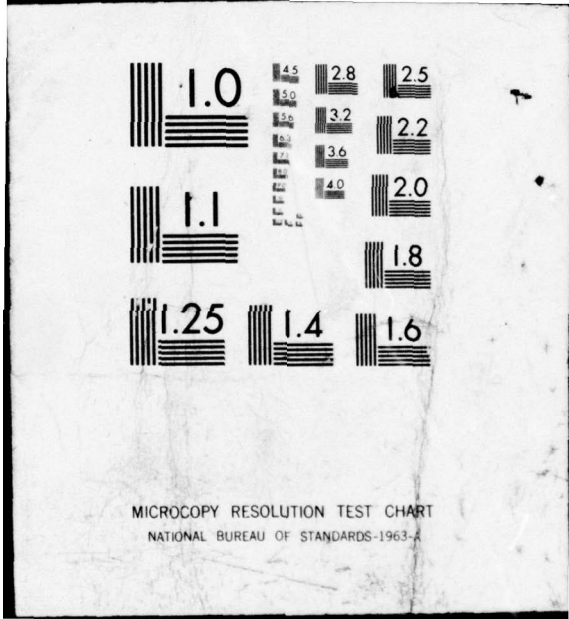 1.0 4.5 2.8 2.5
5.0
5.6 3.2 2.2
6.3
3.6
4.0 2.0
1.1
1.8
1.25 1.4 1.6
MICROCOPY RESOLUTION TEST CHART
NATIONAL BUREAU OF STANDARDS-1963-A